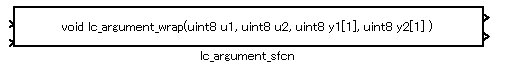 void lc_argument_wrap(uint8 u1, uint8 u2, uint8 y1[1], uint8 y2[1] )
lc_argument_sfcn